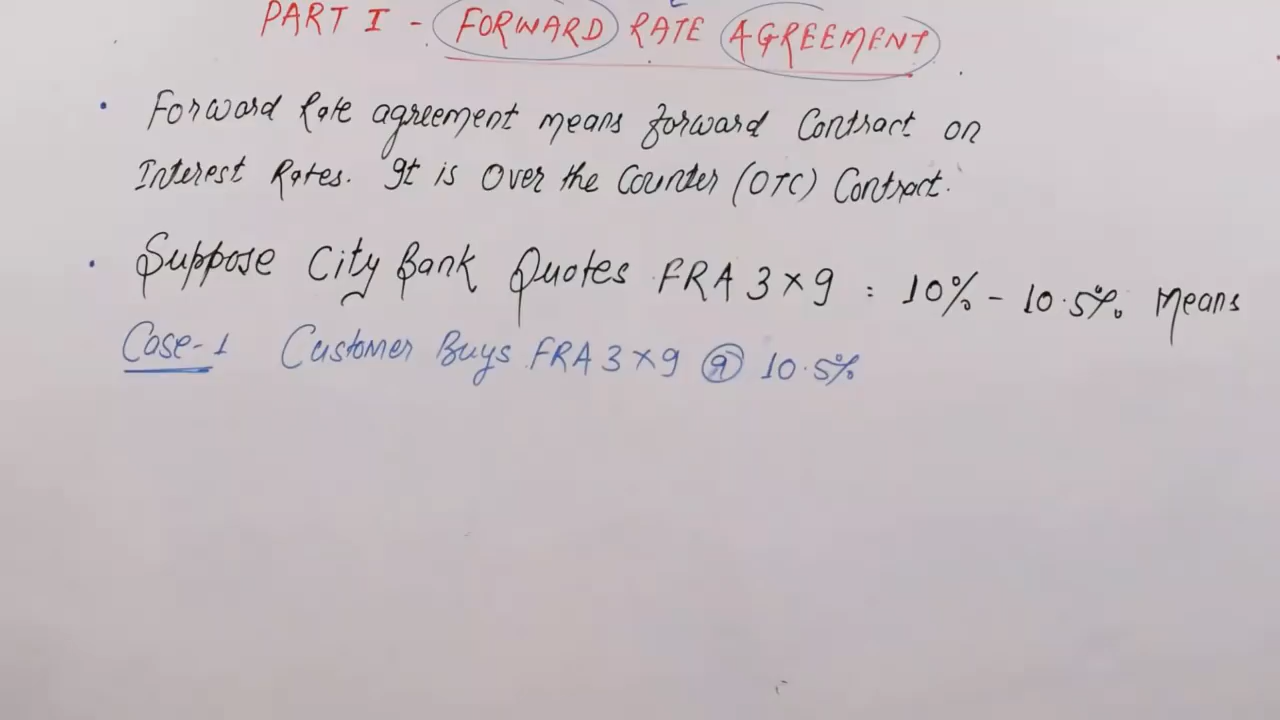 PART I - FORWARD RATE AGREEMENT
• Forward Rate agreement means forward Contract on
Interest Rates. It is Over the Counter (OTC) Contract.
• Suppose City Bank Quotes FRA 3×9 : 10% - 10.5% Means
Case-1 Customer Buys FRA 3×9 @ 10.5%